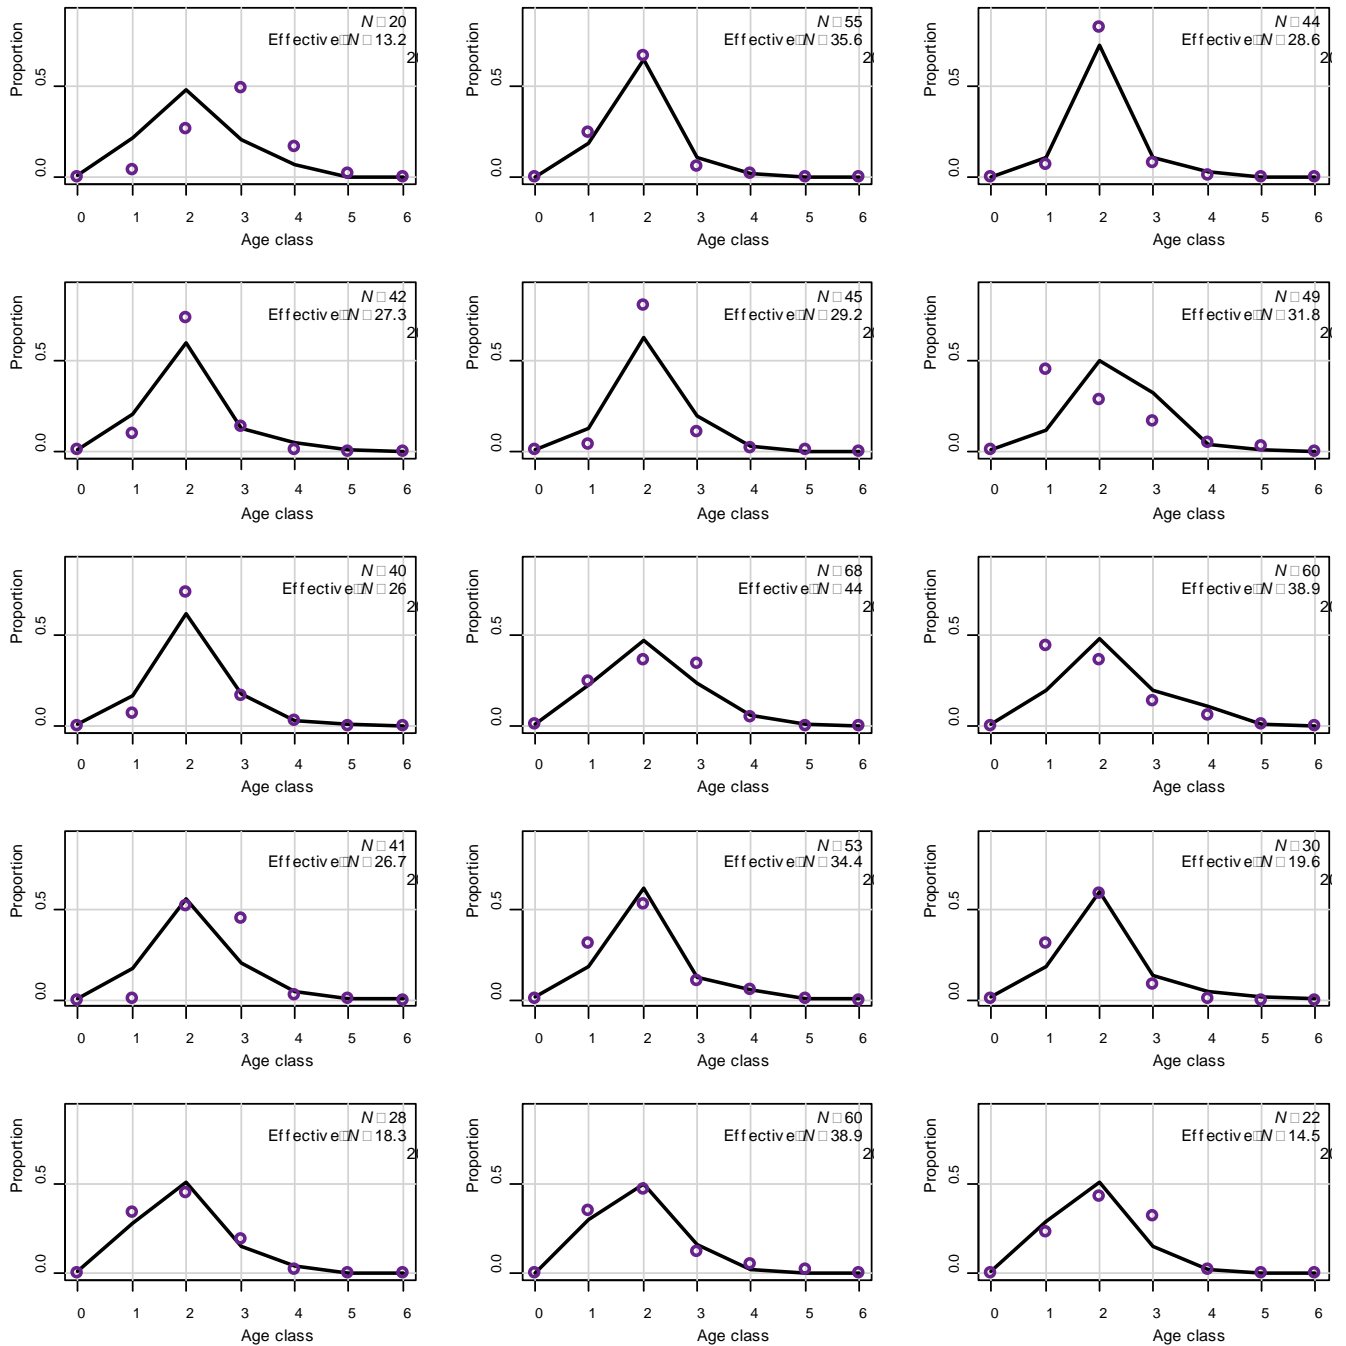 Proportion
N□20
Effective□N□13.2
0.5
0.0
0 1 2 3 4 5 6
Age class
Proportion
N□55
Effective□N□35.6
0.5
0.0
0 1 2 3 4 5 6
Age class
Proportion
N□44
Effective□N□28.6
0.5
0.0
0 1 2 3 4 5 6
Age class
Proportion
N□42
Effective□N□27.3
0.5
0.0
0 1 2 3 4 5 6
Age class
Proportion
N□45
Effective□N□29.2
0.5
0.0
0 1 2 3 4 5 6
Age class
Proportion
N□49
Effective□N□31.8
0.5
0.0
0 1 2 3 4 5 6
Age class
Proportion
N□40
Effective□N□26
0.5
0.0
0 1 2 3 4 5 6
Age class
Proportion
N□68
Effective□N□44
0.5
0.0
0 1 2 3 4 5 6
Age class
Proportion
N□60
Effective□N□38.9
0.5
0.0
0 1 2 3 4 5 6
Age class
Proportion
N□41
Effective□N□26.7
0.5
0.0
0 1 2 3 4 5 6
Age class
Proportion
N□53
Effective□N□34.4
0.5
0.0
0 1 2 3 4 5 6
Age class
Proportion
N□30
Effective□N□19.6
0.5
0.0
0 1 2 3 4 5 6
Age class
Proportion
N□28
Effective□N□18.3
0.5
0.0
0 1 2 3 4 5 6
Age class
Proportion
N□60
Effective□N□38.9
0.5
0.0
0 1 2 3 4 5 6
Age class
Proportion
N□22
Effective□N□14.5
0.5
0.0
0 1 2 3 4 5 6
Age class